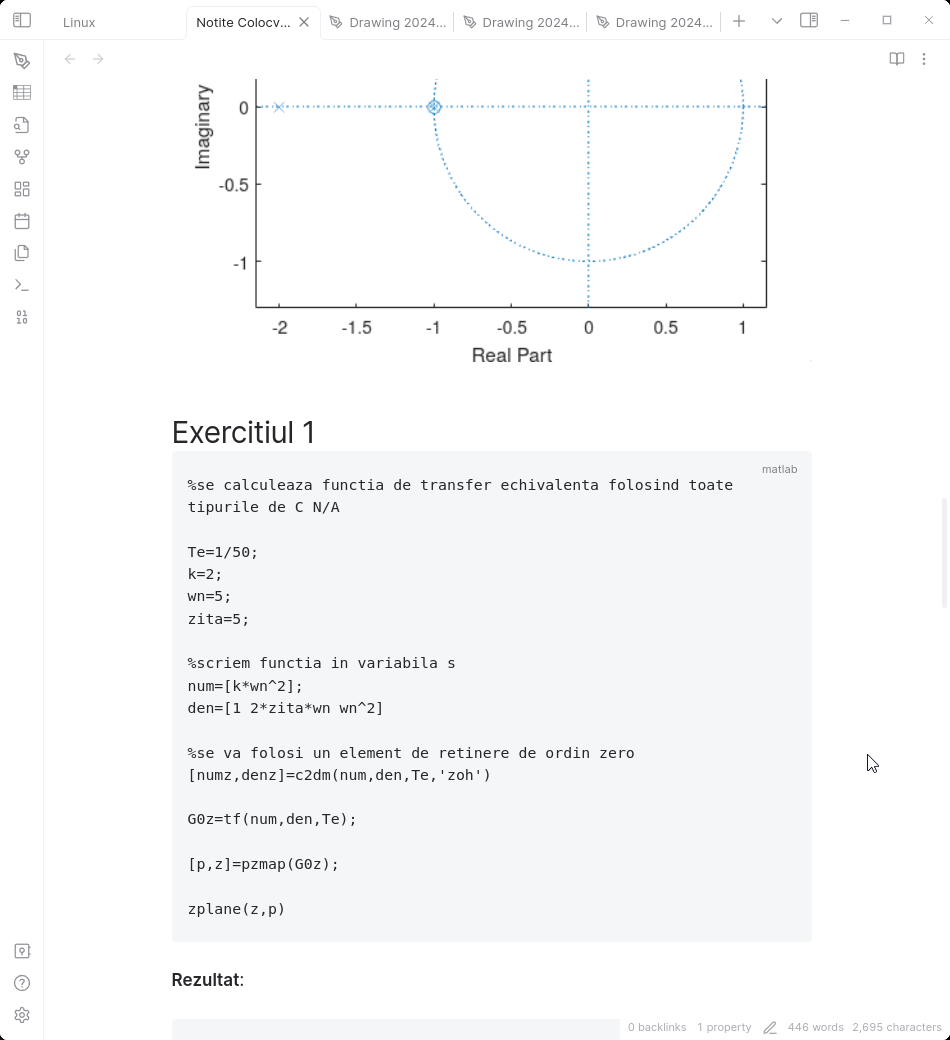 Linux
Notite Colocv...
Drawing 2024...
Drawing 2024...
Drawing 2024...
Imaginary
0
-0.5
-1
-2 -1.5 -1 -0.5 0 0.5 1
Real Part
Exercitiul 1
matlab
%se calculeaza functia de transfer echivalenta folosind toate
tipurile de C N/A
Te=1/50;
k=2;
wn=5;
zita=5;
%scriem functia in variabila s
num=[k*wn^2];
den=[1 2*zita*wn wn^2]
%se va folosi un element de retinere de ordin zero
[numz,denz]=c2dm(num,den,Te,'zoh')
G0z=tf(num,den,Te);
[p,z]=pzmap(G0z);
zplane(z,p)
Rezultat:
0 backlinks 1 property 446 words 2,695 characters